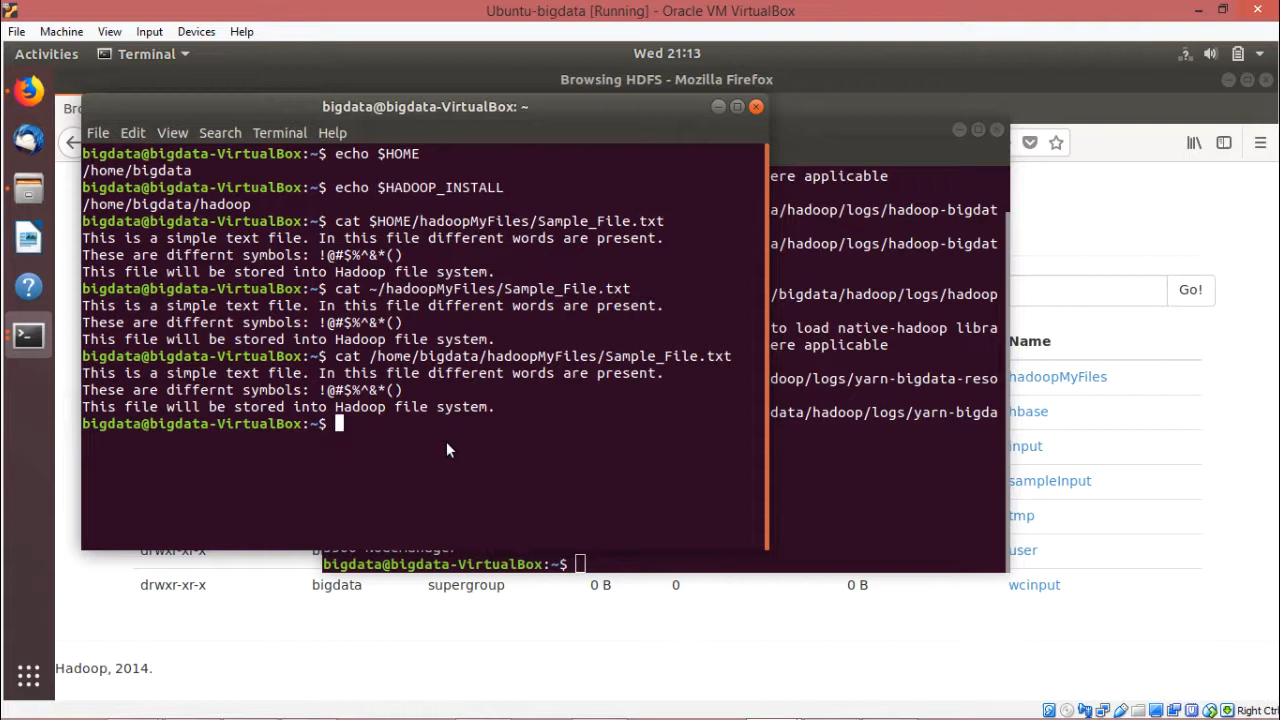 Ubuntu-bigdata [Running] - Oracle VM VirtualBox
File Machine View Input Devices Help
Activities Terminal Wed 21:13
Browsing HDFS - Mozilla Firefox
bigdata@bigdata-VirtualBox: ~
File Edit View Search Terminal Help
bigdata@bigdata-VirtualBox:~$ echo $HOME
/home/bigdata
bigdata@bigdata-VirtualBox:~$ echo $HADOOP_INSTALL
/home/bigdata/hadoop
bigdata@bigdata-VirtualBox:~$ cat $HOME/hadoopMyFiles/Sample_File.txt
This is a simple text file. In this file different words are present.
These are differnt symbols: !@#$%^&*()
This file will be stored into Hadoop file system.
bigdata@bigdata-VirtualBox:~$ cat ~/hadoopMyFiles/Sample_File.txt
This is a simple text file. In this file different words are present.
These are differnt symbols: !@#$%^&*()
This file will be stored into Hadoop file system.
bigdata@bigdata-VirtualBox:~$ cat /home/bigdata/hadoopMyFiles/Sample_File.txt
This is a simple text file. In this file different words are present.
These are differnt symbols: !@#$%^&*()
This file will be stored into Hadoop file system.
bigdata@bigdata-VirtualBox:~$
ere applicable
a/hadoop/logs/hadoop-bigdat
a/hadoop/logs/hadoop-bigdat
/bigdata/hadoop/logs/hadoop
to load native-hadoop libra
ere applicable
doop/logs/yarn-bigdata-reso
data/hadoop/logs/yarn-bigda
bigdata@bigdata-VirtualBox:~$
Go!
Name
hadoopMyFiles
hbase
input
sampleInput
tmp
user
drwxr-xr-x bigdata supergroup 0 B 0 0 B wcinput
Hadoop, 2014.
Right Ctrl